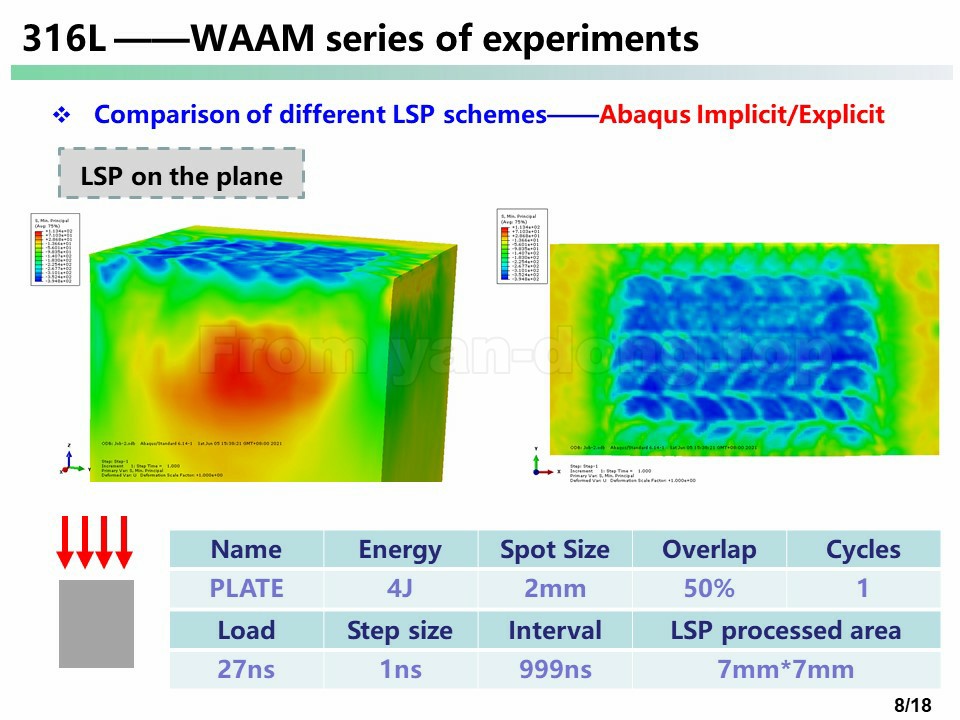 316L ——WAAM series of experiments
❖ Comparison of different LSP schemes——Abaqus Implicit/Explicit
LSP on the plane
S, Min. Principal
(Avg: 75%)
+1.134e+02
+7.103e+01
+2.868e+01
-1.366e+01
-5.601e+01
-9.835e+01
-1.407e+02
-1.830e+02
-2.254e+02
-2.677e+02
-3.101e+02
-3.524e+02
-3.948e+02
S, Min. Principal
(Avg: 75%)
+1.134e+02
+7.103e+01
+2.868e+01
-1.366e+01
-5.601e+01
-9.835e+01
-1.407e+02
-1.830e+02
-2.254e+02
-2.677e+02
-3.101e+02
-3.524e+02
-3.948e+02
From yan-dong.top
ODB: Job-2.odb Abaqus/Standard 6.14-1 Sat Jun 05 15:39:21 GMT+08:00 2021
Step: Step-1
Increment 1: Step Time = 1.000
Primary Var: S, Min. Principal
Deformed Var: U Deformation Scale Factor: +1.000e+00
Z
Y
X
ODB: Job-2.odb Abaqus/Standard 6.14-1 Sat Jun 05 15:39:21 GMT+08:00 2021
Step: Step-1
Increment 1: Step Time = 1.000
Primary Var: S, Min. Principal
Deformed Var: U Deformation Scale Factor: +1.000e+00
Y
X
Name Energy Spot Size Overlap Cycles
PLATE 4J 2mm 50% 1
Load Step size Interval LSP processed area
27ns 1ns 999ns 7mm*7mm
8/18